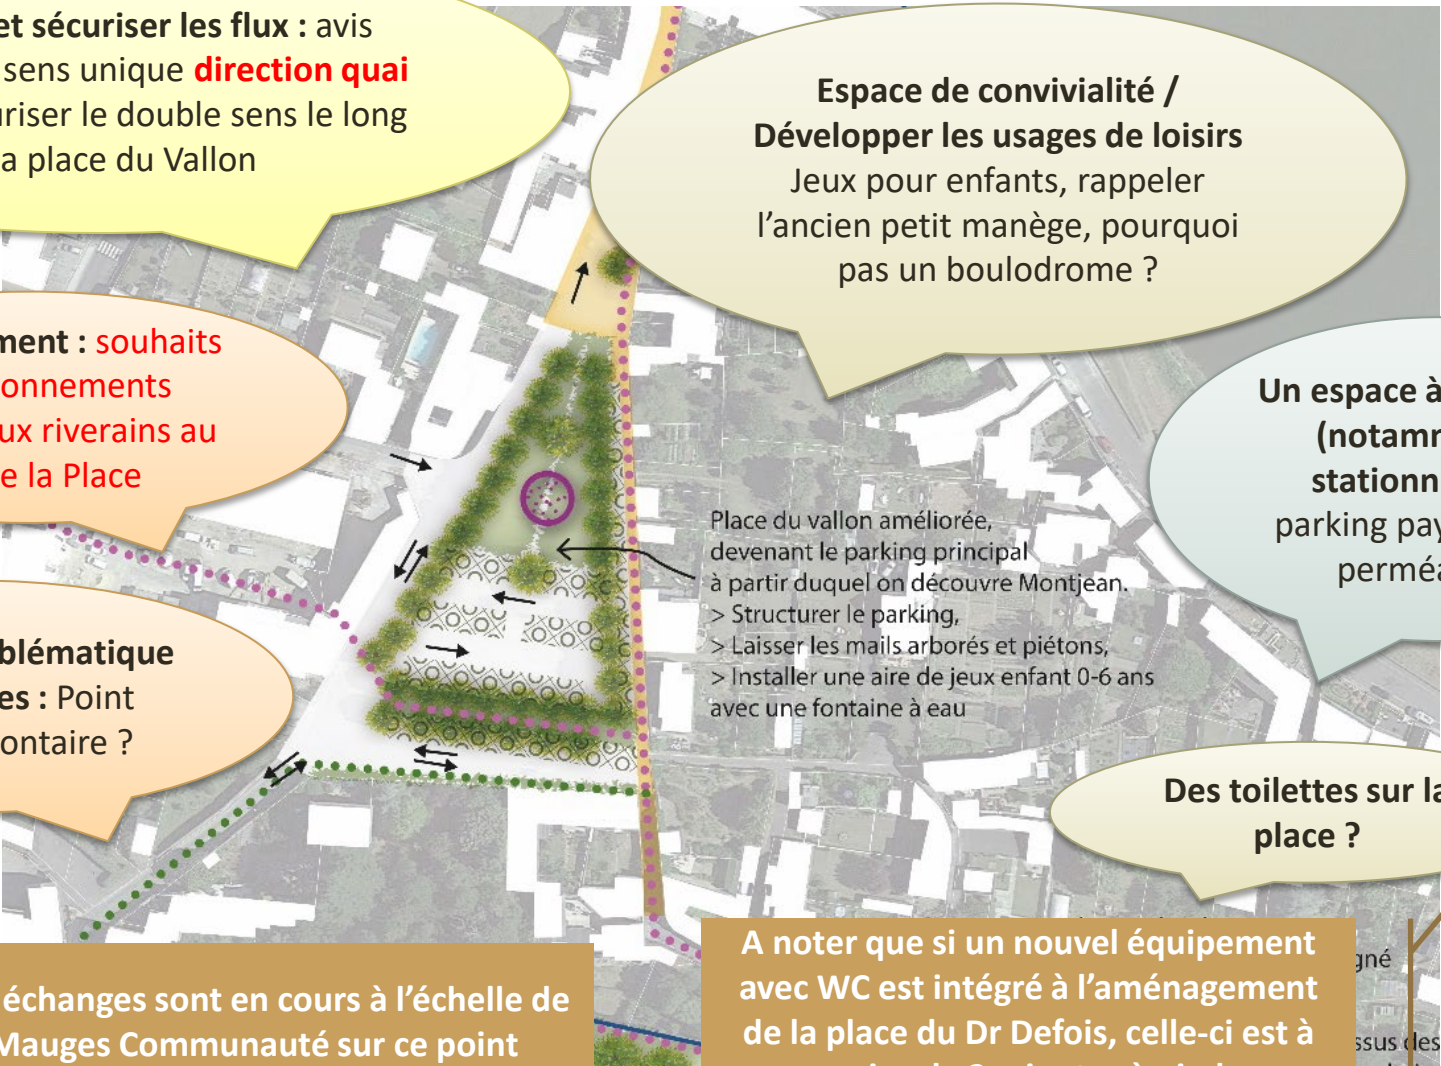 et sécuriser les flux : avis
sens unique direction quai
uriser le double sens le long
a place du Vallon
Espace de convivialité /
Développer les usages de loisirs
Jeux pour enfants, rappeler
l’ancien petit manège, pourquoi
pas un boulodrome ?
ment : souhaits
onnements
ux riverains au
e la Place
Un espace à
(notamm
stationn
parking pay
perméa
Place du vallon améliorée,
devenant le parking principal
à partir duquel on découvre Montjean.
> Structurer le parking,
> Laisser les mails arborés et piétons,
> Installer une aire de jeux enfant 0-6 ans
avec une fontaine à eau
blématique
es : Point
ontaire ?
Des toilettes sur la
place ?
échanges sont en cours à l’échelle de
Mauges Communauté sur ce point
A noter que si un nouvel équipement
avec WC est intégré à l’aménagement
de la place du Dr Defois, celle-ci est à
gné
ssus des